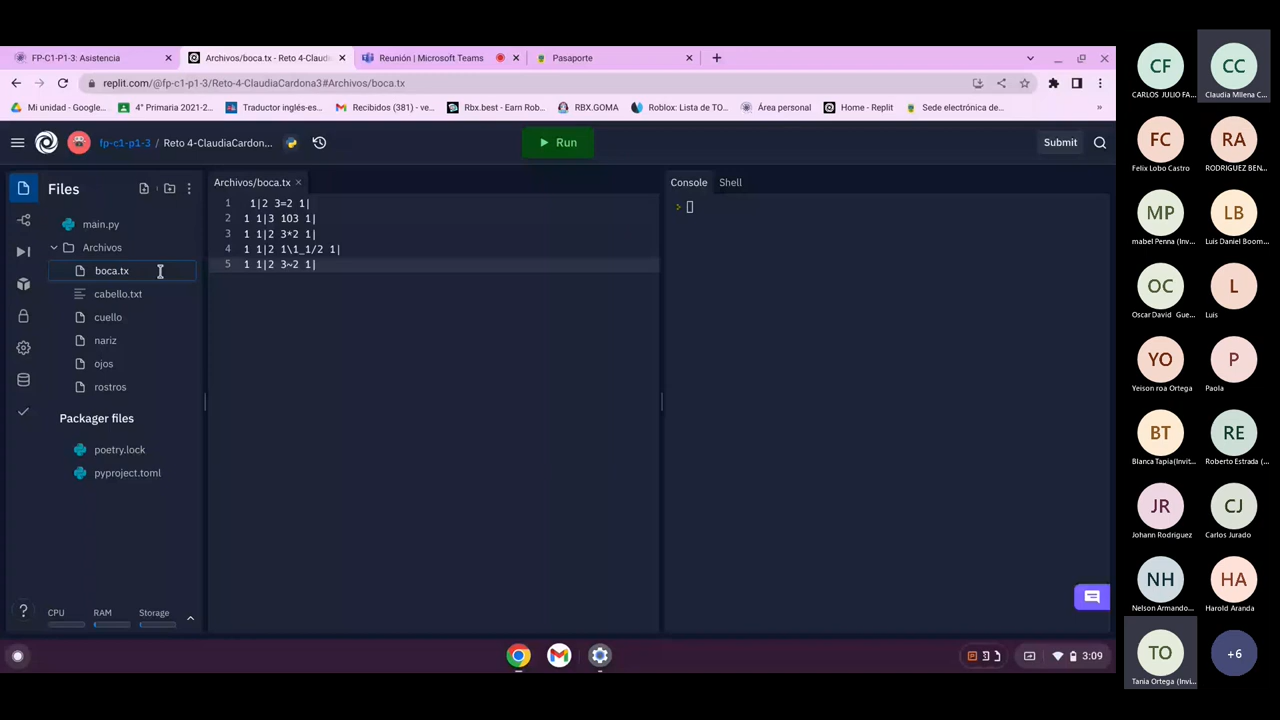 FP-C1-P1-3: Asistencia
Archivos/boca.tx - Reto 4-Claudi
Reunión | Microsoft Teams
Pasaporte
replit.com/@fp-c1-p1-3/Reto-4-ClaudiaCardona3#Archivos/boca.tx
Mi unidad - Google...
4° Primaria 2021-2...
Traductor inglés-es...
Recibidos (381) - ve...
Rbx.best - Earn Rob...
RBX.GOMA
Roblox: Lista de TO...
Área personal
Home - Replit
Sede electrónica de...
»
fp-c1-p1-3 / Reto 4-ClaudiaCardon...
Run
Submit
Files
main.py
Archivos
boca.tx
cabello.txt
cuello
nariz
ojos
rostros
Packager files
poetry.lock
pyproject.toml
CPU RAM Storage
Archivos/boca.tx
1  1|2 3=2 1|
2 1 1|3 103 1|
3 1 1|2 3*2 1|
4 1 1|2 1\1_1/2 1|
5 1 1|2 3~2 1|
Console
Shell
>
3:09
CF
CARLOS JULIO FA...
CC
Claudia Milena C...
FC
Felix Lobo Castro
RA
RODRIGUEZ BEN...
MP
mabel Penna (Inv...
LB
Luis Daniel Boom...
OC
Oscar David Gue...
L
Luis
YO
Yeison roa Ortega
P
Paola
BT
Blanca Tapia(Invit...
RE
Roberto Estrada (...
JR
Johann Rodriguez
CJ
Carlos Jurado
NH
Nelson Armando...
HA
Harold Aranda
TO
Tania Ortega (Invi...
+6